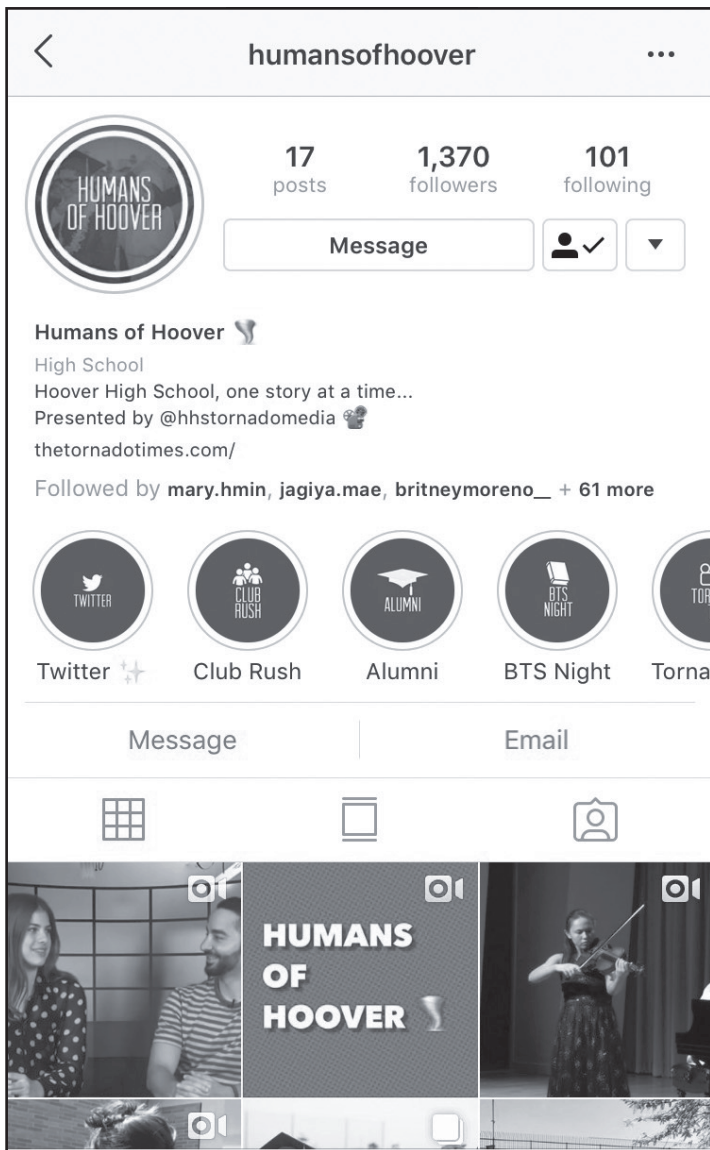 humansofhoover
HUMANS
OF HOOVER
17
posts
1,370
followers
101
following
Message
Humans of Hoover
High School
Hoover High School, one story at a time...
Presented by @hhstornadomedia
thetornadotimes.com/
Followed by mary.hmin, jagiya.mae, britneymoreno__ + 61 more
TWITTER
CLUB
RUSH
ALUMNI
BTS
NIGHT
Twitter
Club Rush
Alumni
BTS Night
Message
Email
HUMANS
OF
HOOVER